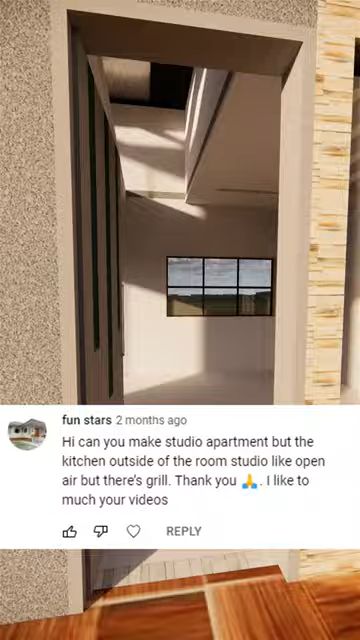 fun stars 2 months ago
Hi can you make studio apartment but the
kitchen outside of the room studio like open
air but there's grill. Thank you 🙏. I like to
much your videos
REPLY